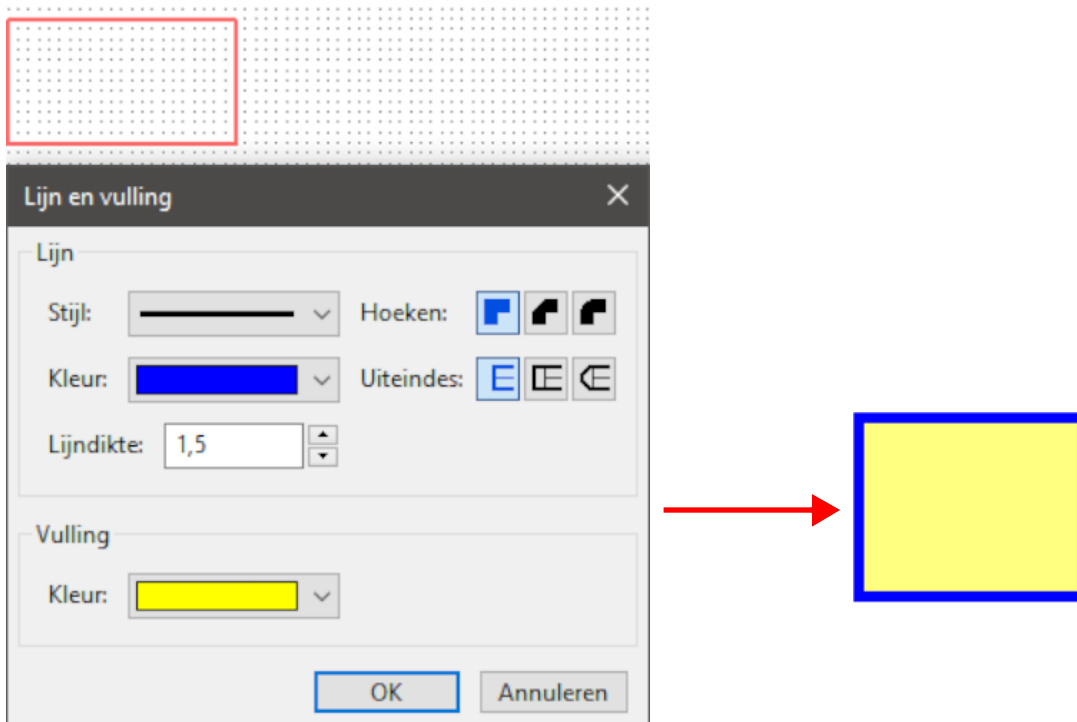 Lijn en vulling
Lijn
Stijl:
Hoeken:
Kleur:
Uiteindes:
Lijndikte: 1,5
Vulling
Kleur:
OK
Annuleren